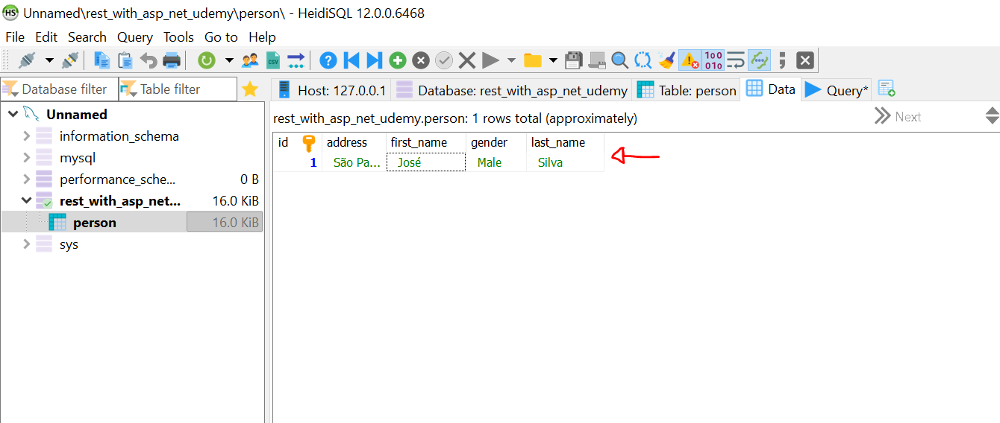 Unnamed\rest_with_asp_net_udemy\person\ - HeidiSQL 12.0.0.6468
File Edit Search Query Tools Go to Help
Database filter Table filter
Host: 127.0.0.1 Database: rest_with_asp_net_udemy Table: person Data Query*
Unnamed
information_schema
mysql
performance_sche... 0 B
rest_with_asp_net... 16.0 KiB
person 16.0 KiB
sys
rest_with_asp_net_udemy.person: 1 rows total (approximately) Next
id address first_name gender last_name
1 São Pa... José Male Silva